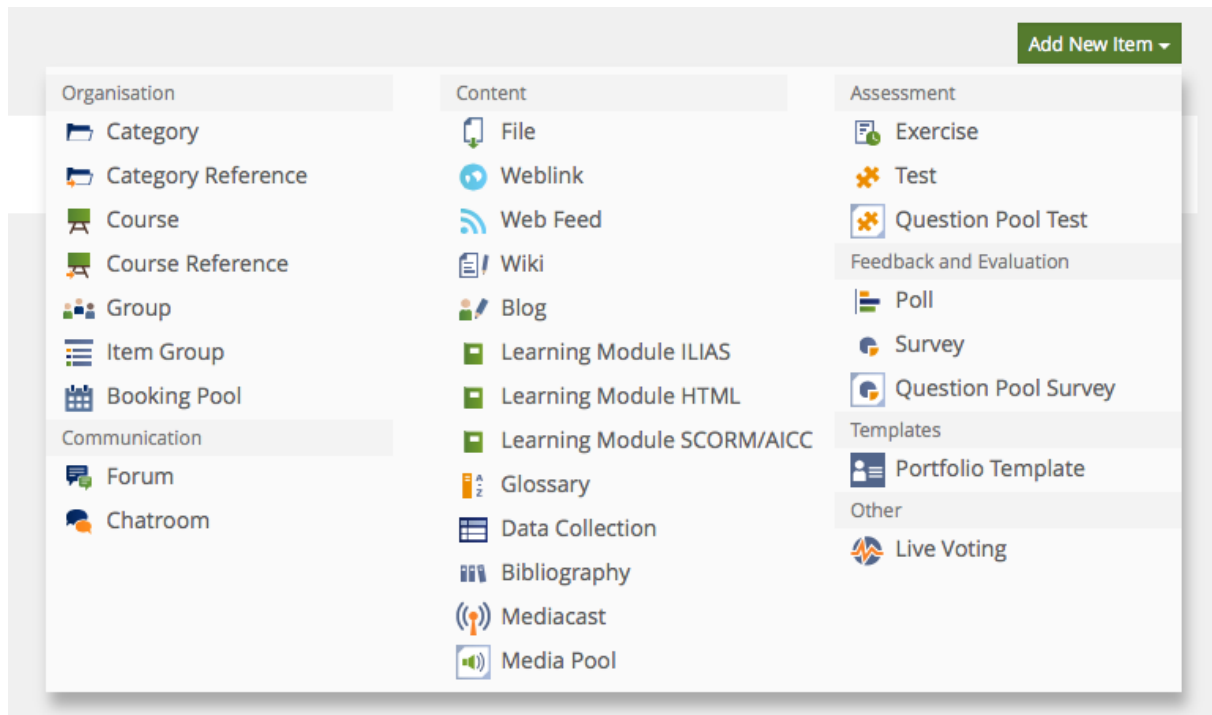 Add New Item
Organisation
Category
Category Reference
Course
Course Reference
Group
Item Group
Booking Pool
Communication
Forum
Chatroom
Content
File
Weblink
Web Feed
Wiki
Blog
Learning Module ILIAS
Learning Module HTML
Learning Module SCORM/AICC
A
Z
Glossary
Data Collection
Bibliography
Mediacast
Media Pool
Assessment
Exercise
Test
Question Pool Test
Feedback and Evaluation
Poll
Survey
Question Pool Survey
Templates
Portfolio Template
Other
Live Voting